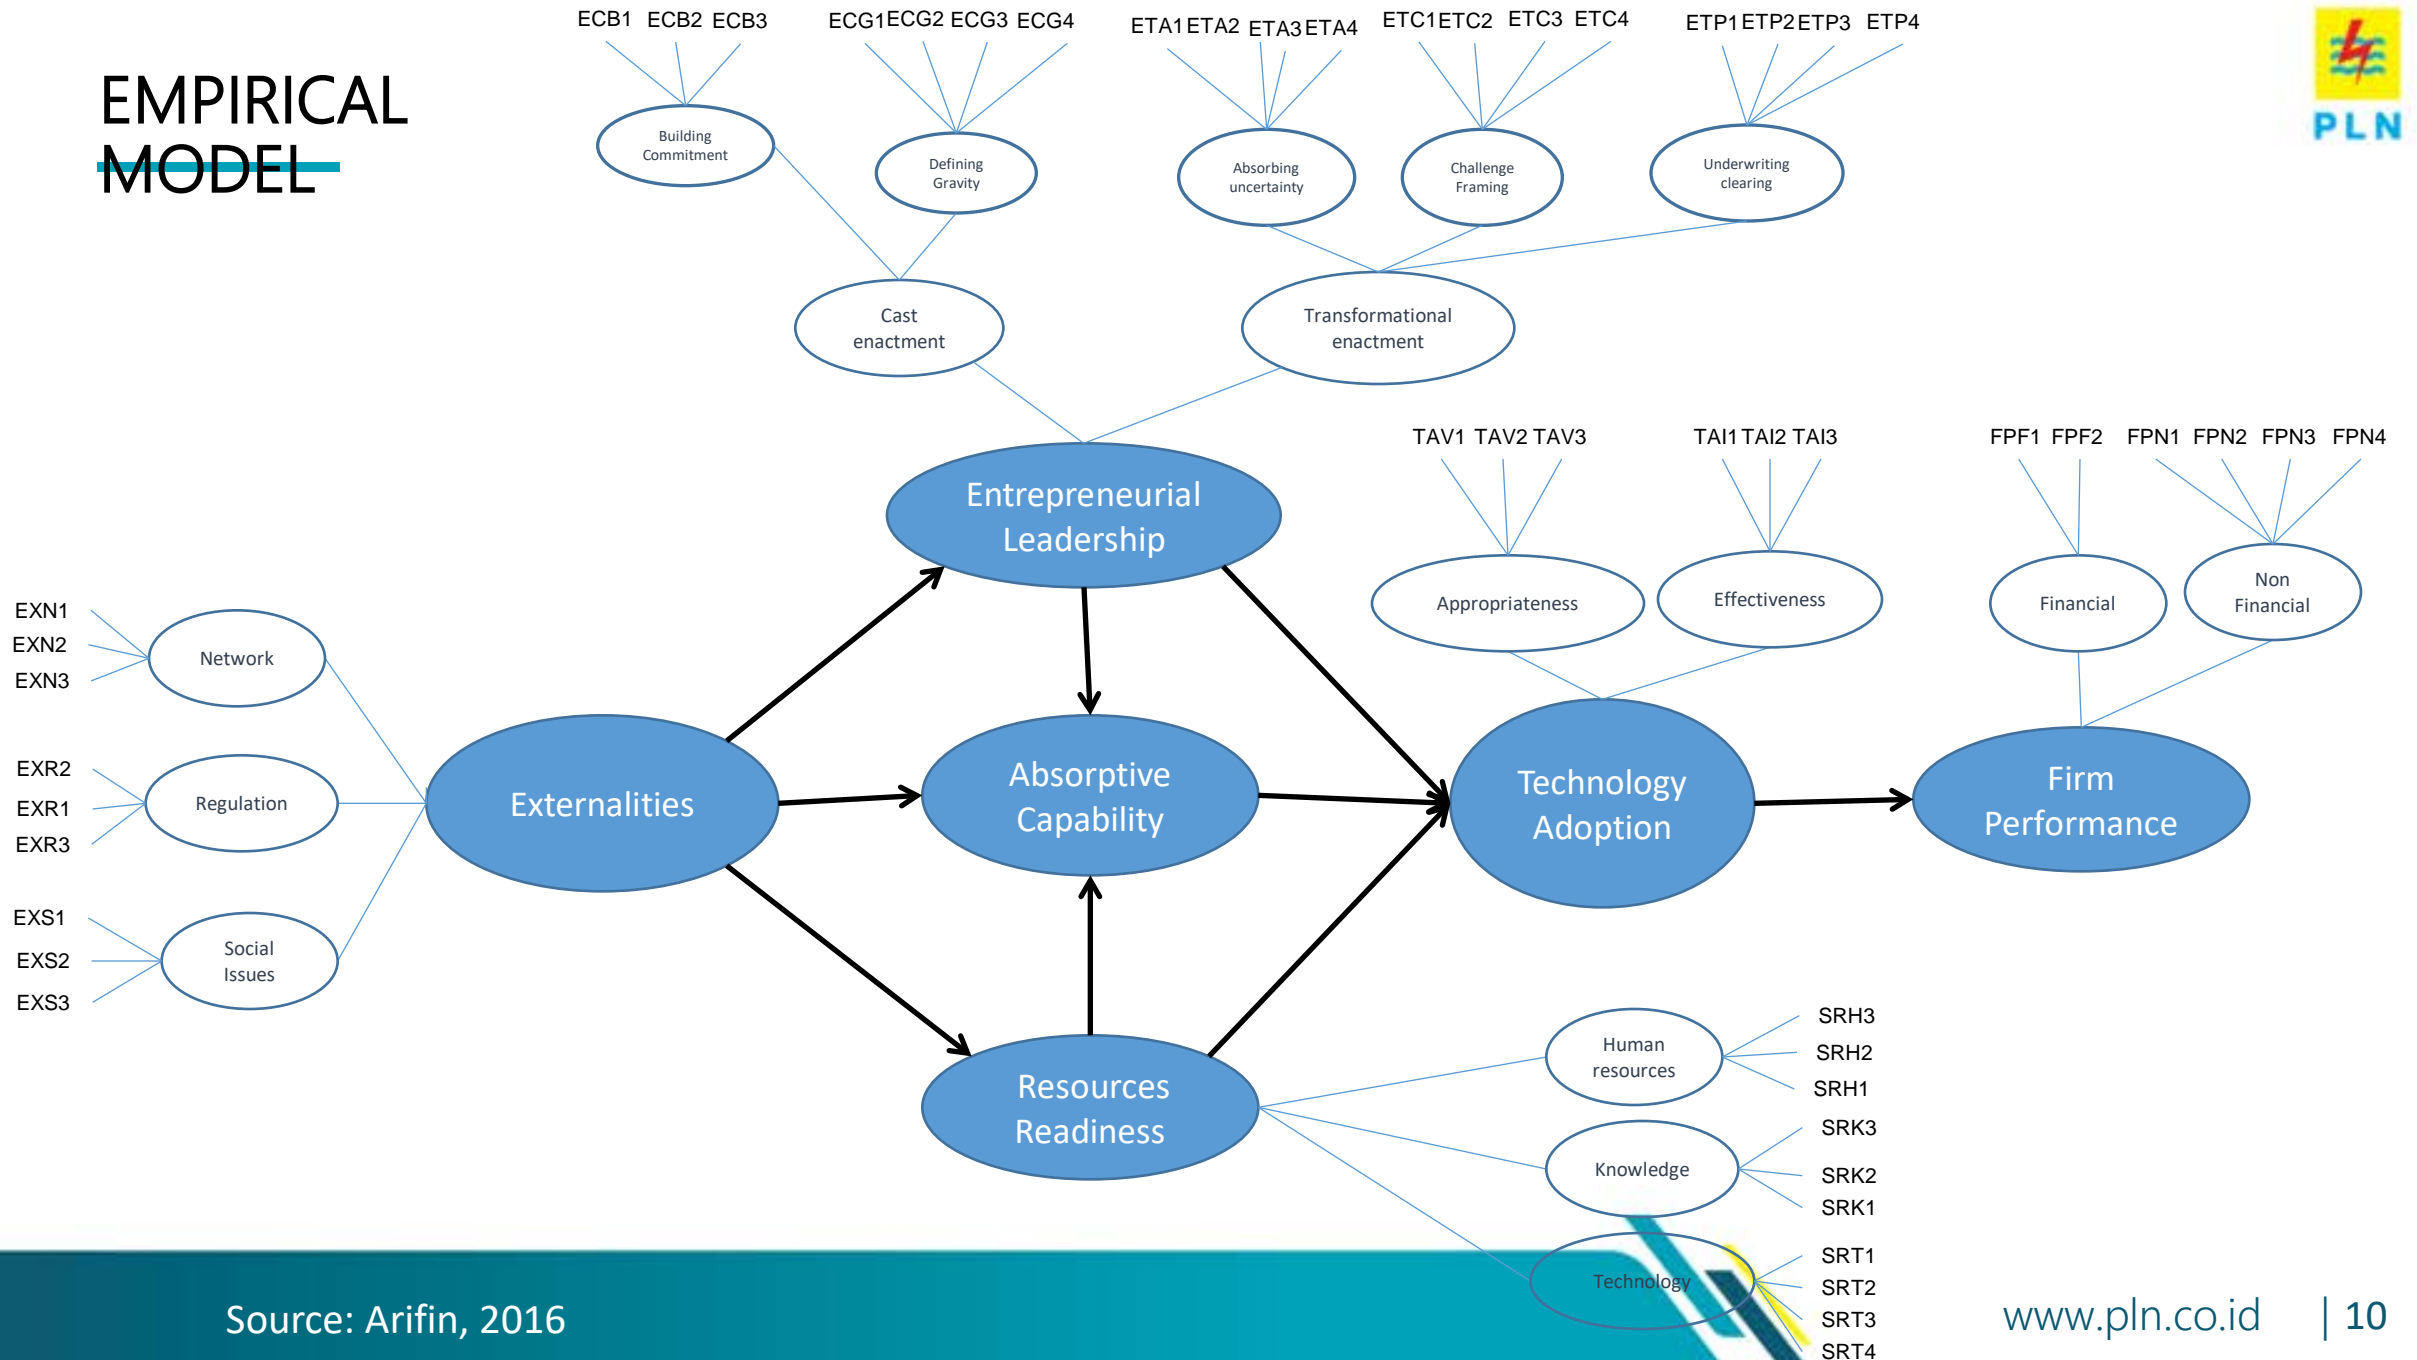 EMPIRICAL
MODEL
ECB1 ECB2 ECB3
ECG1 ECG2 ECG3 ECG4
ETA1 ETA2 ETA3 ETA4
ETC1 ETC2 ETC3 ETC4
ETP1 ETP2 ETP3 ETP4
PLN
Building
Commitment
Defining
Gravity
Absorbing
uncertainty
Challenge
Framing
Underwriting
clearing
Cast
enactment
Transformational
enactment
Entrepreneurial
Leadership
TAV1 TAV2 TAV3
TAI1 TAI2 TAI3
FPF1 FPF2
FPN1 FPN2 FPN3 FPN4
Appropriateness
Effectiveness
Financial
Non
Financial
EXN1
EXN2
EXN3
Network
EXR2
EXR1
EXR3
Regulation
EXS1
EXS2
EXS3
Social
Issues
Externalities
Absorptive
Capability
Technology
Adoption
Firm
Performance
Resources
Readiness
Human
resources
SRH3
SRH2
SRH1
Knowledge
SRK3
SRK2
SRK1
Technology
SRT1
SRT2
SRT3
SRT4
Source: Arifin, 2016
www.pln.co.id | 10